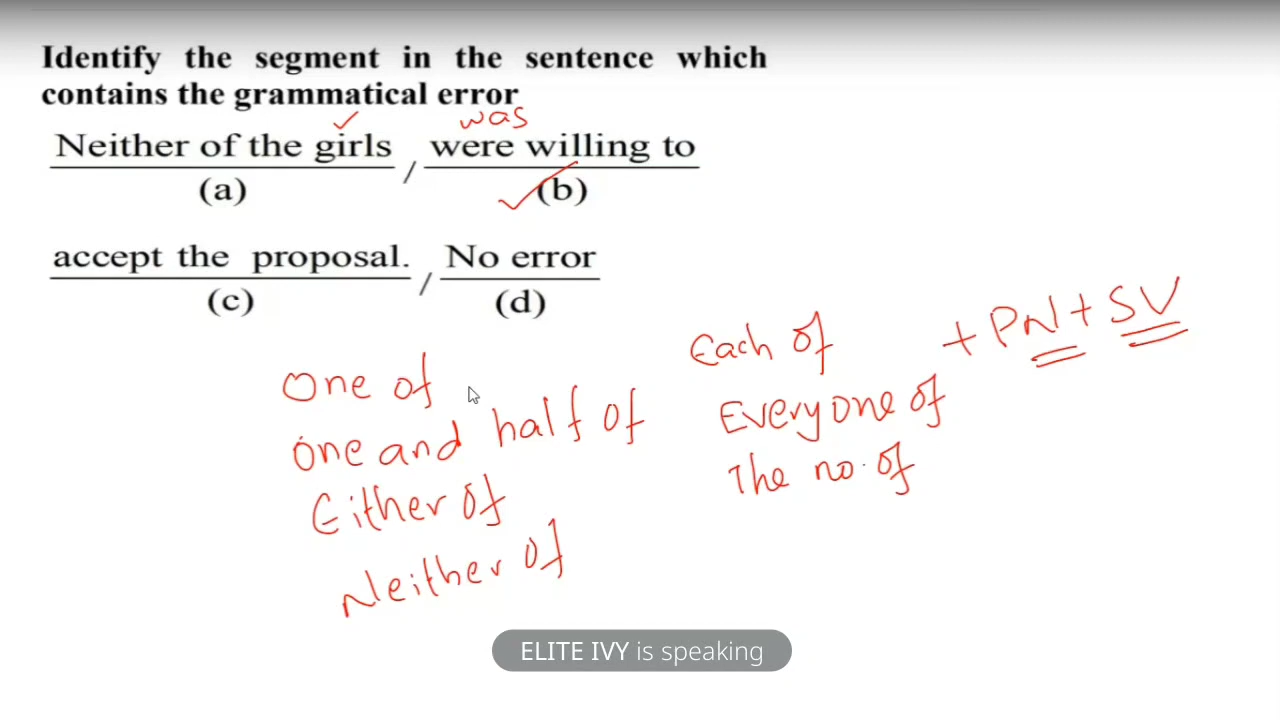 Identify the segment in the sentence which
contains the grammatical error
was
Neither of the girls / were willing to
(a) (b)
accept the proposal. / No error
(c) (d)
One of
One and half of
Either of
Neither of
Each of
Everyone of
The no. of
+ PN + SV
ELITE IVY is speaking